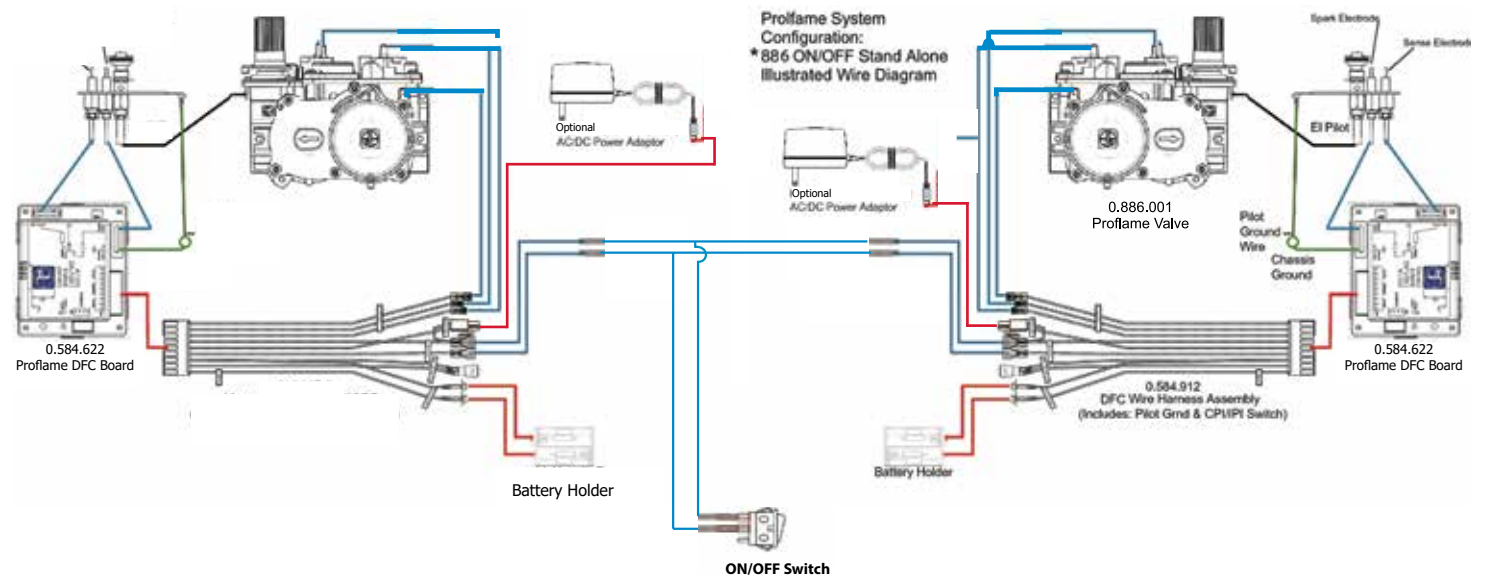 Prolfame System
Configuration:
* 886 ON/OFF Stand Alone
Illustrated Wire Diagram
Spark Electrode
Sense Electrode
Optional
AC/DC Power Adaptor
Optional
AC/DC Power Adaptor
EI Pilot
0.886.001
Proflame Valve
Pilot
Ground
Wire
Chassis
Ground
0.584.622
Proflame DFC Board
0.584.622
Proflame DFC Board
0.584.912
DFC Wire Harness Assembly
(Includes: Pilot Grnd & CPI/IPI Switch)
Battery Holder
Battery Holder
ON/OFF Switch